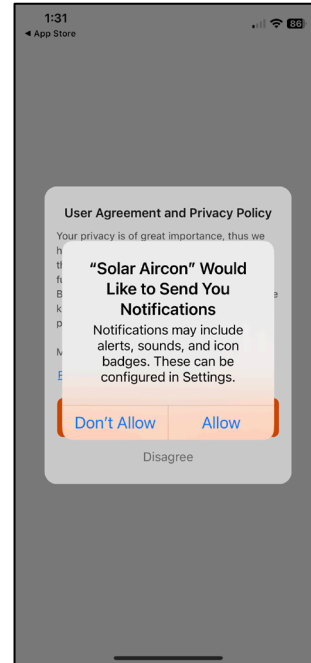 1:31
86
◀ App Store
User Agreement and Privacy Policy
Your privacy is of great importance, thus we
“Solar Aircon” Would
Like to Send You
Notifications
Notifications may include
alerts, sounds, and icon
badges. These can be
configured in Settings.
Don’t Allow
Allow
Disagree